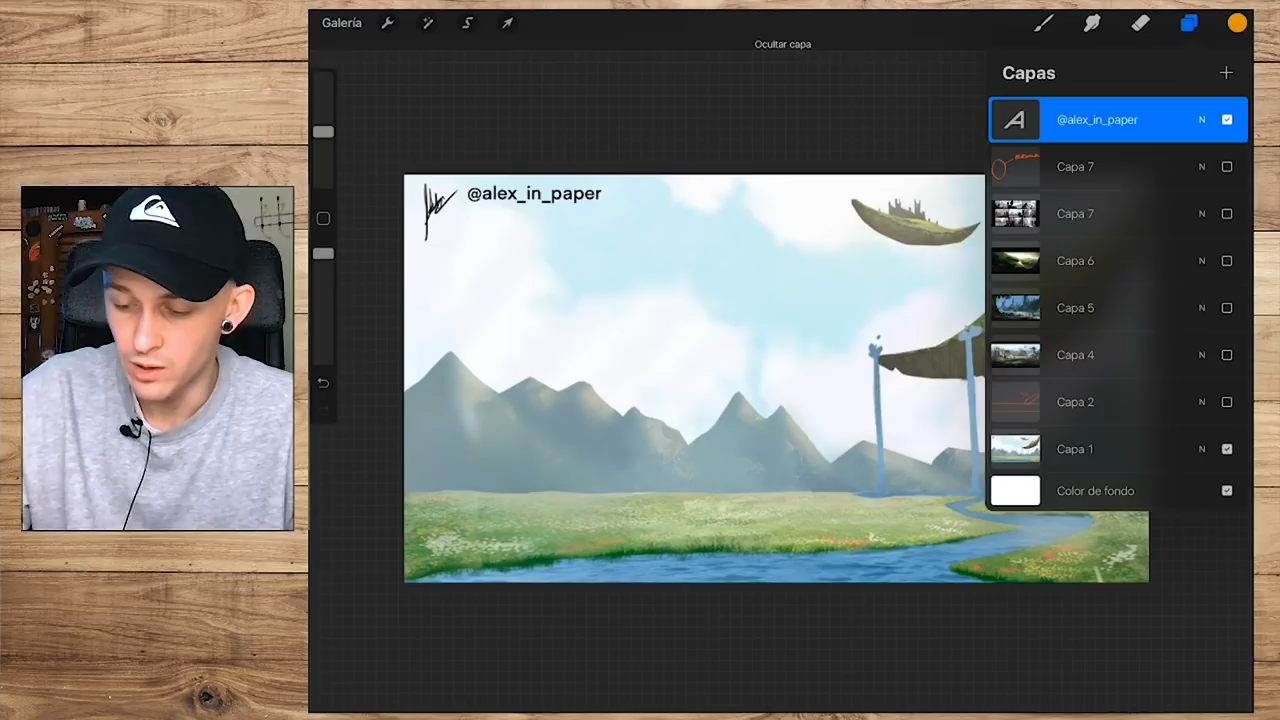 Galería
Ocultar capa
Capas
@alex_in_paper N
Capa 7 N
Capa 7 N
Capa 6 N
Capa 5 N
Capa 4 N
Capa 2 N
Capa 1 N
Color de fondo
@alex_in_paper